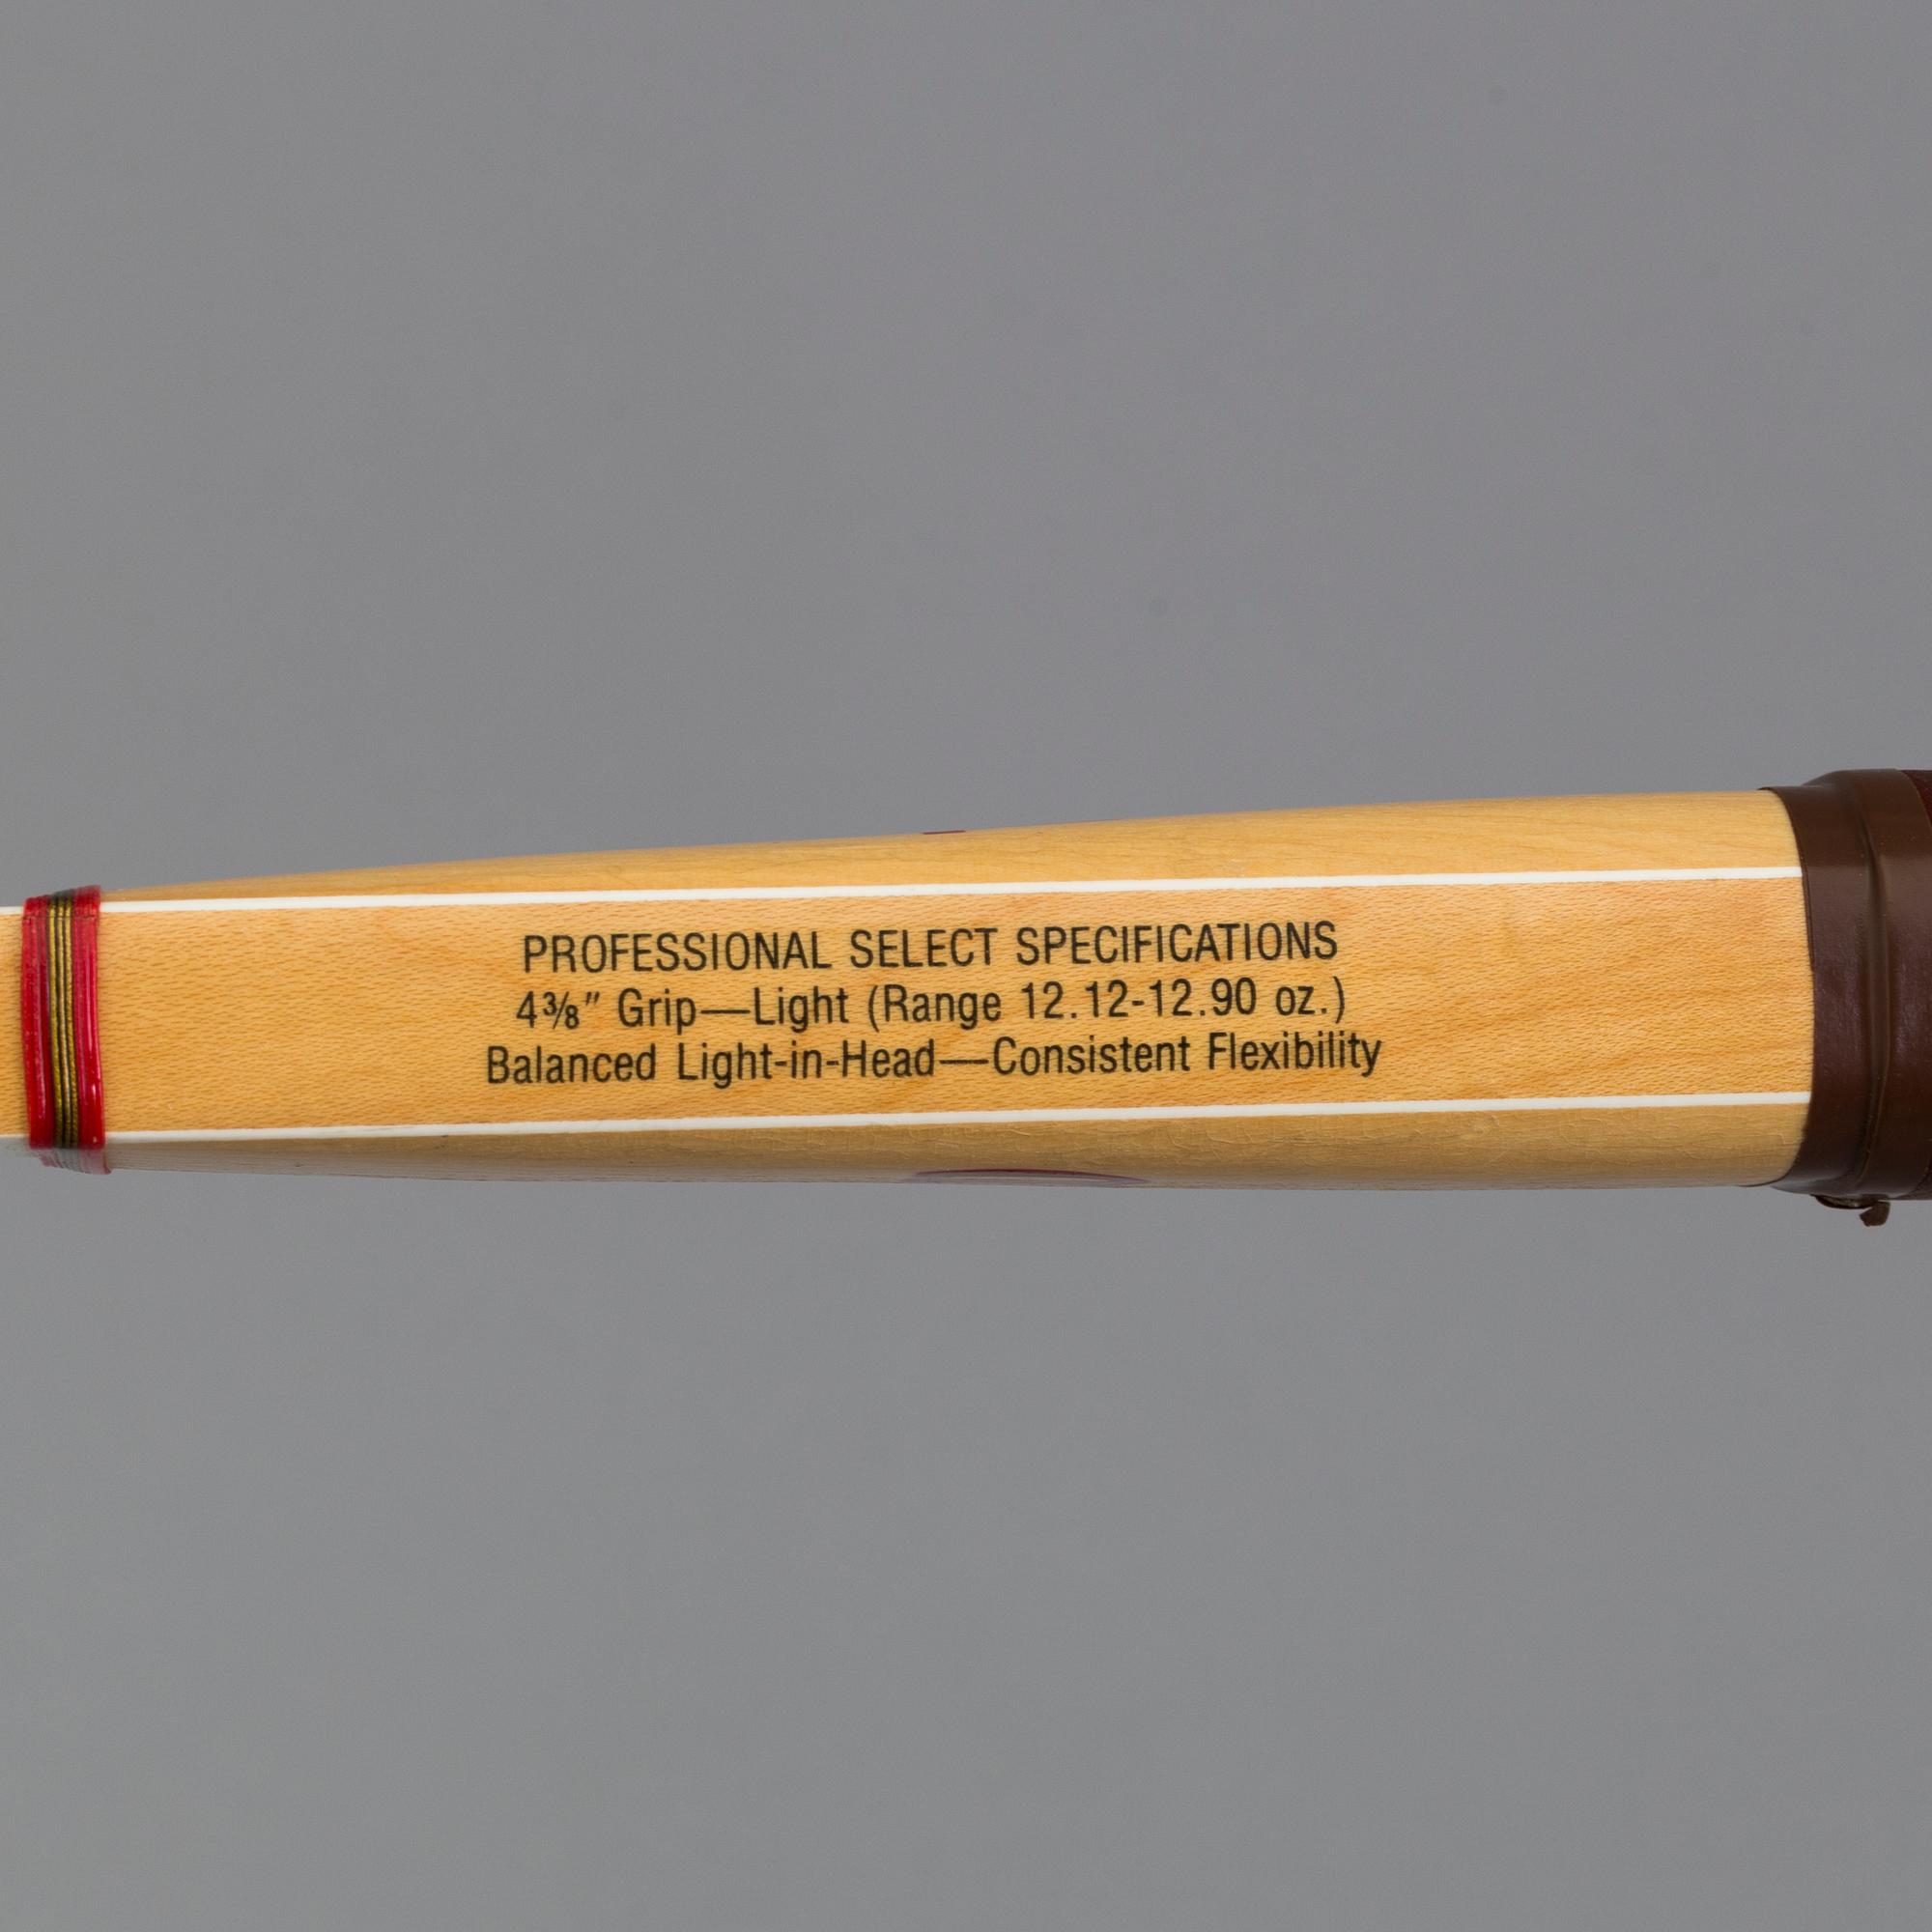 PROFESSIONAL SELECT SPECIFICATIONS
4⅜" Grip—Light (Range 12.12-12.90 oz.)
Balanced Light-in-Head—Consistent Flexibility